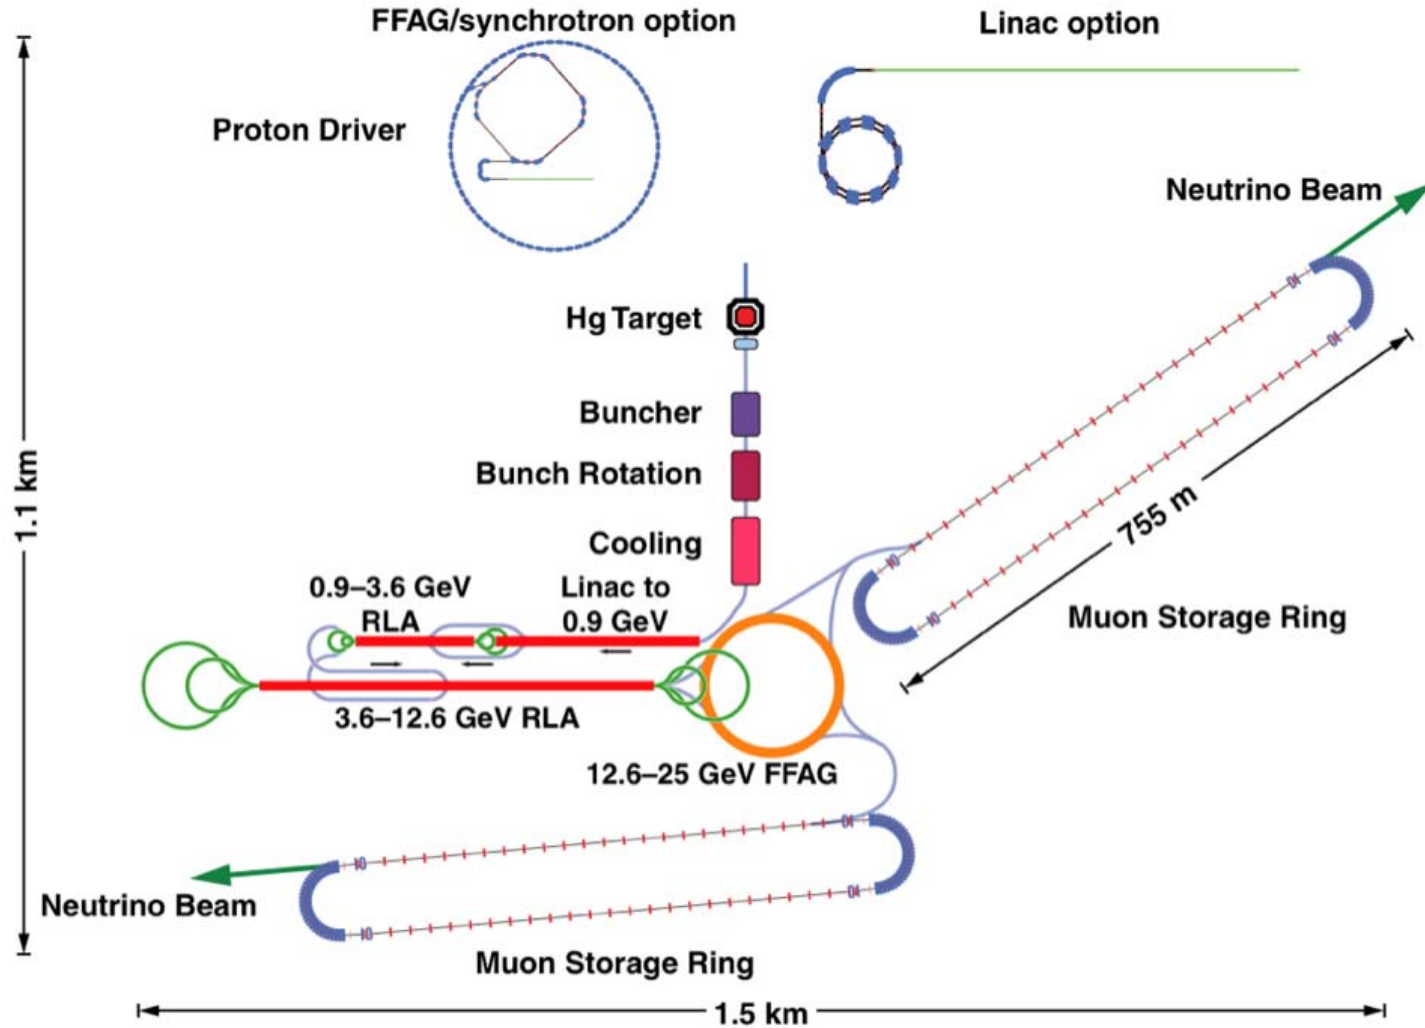 FFAG/synchrotron option
Linac option
Proton Driver
Neutrino Beam
Hg Target
Buncher
Bunch Rotation
Cooling
1.1 km
755 m
0.9–3.6 GeV
RLA
Linac to
0.9 GeV
Muon Storage Ring
3.6–12.6 GeV RLA
12.6–25 GeV FFAG
Neutrino Beam
Muon Storage Ring
1.5 km